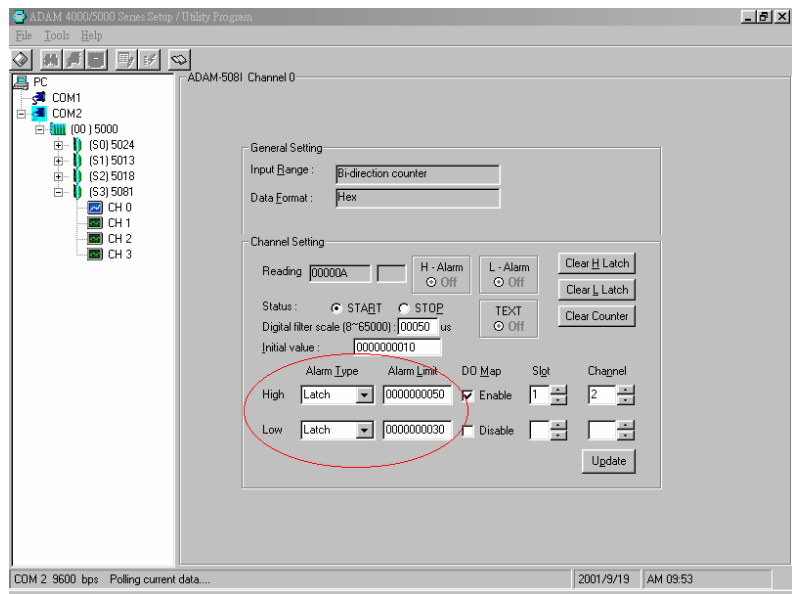 ADAM 4000/5000 Series Setup / Utility Program
File Tools Help
PC
COM1
COM2
(00 ) 5000
(S0) 5024
(S1) 5013
(S2) 5018
(S3) 5081
CH 0
CH 1
CH 2
CH 3
ADAM-5081 Channel 0
General Setting
Input Range : Bi-direction counter
Data Format : Hex
Channel Setting
Reading 00000A
H - Alarm
Off
L - Alarm
Off
Clear H Latch
Clear L Latch
Status : START STOP
TEXT
Off
Clear Counter
Digital filter scale (8~65000) : 00050 us
Initial value : 0000000010
Alarm Type Alarm Limit DO Map Slot Channel
High Latch 0000000050 Enable 1 2
Low Latch 0000000030 Disable
Update
COM 2 9600 bps Polling current data.... 2001/9/19 AM 09:53